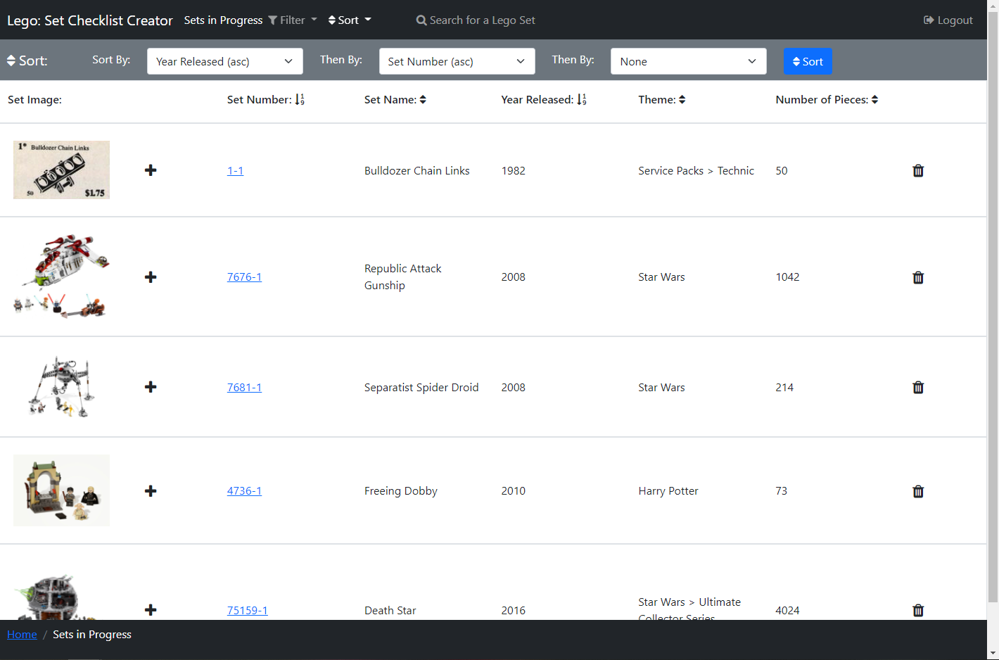 Lego: Set Checklist Creator Sets in Progress Filter Sort Search for a Lego Set Logout
Sort: Sort By: Year Released (asc) Then By: Set Number (asc) Then By: None Sort
Set Image: Set Number: Set Name: Year Released: Theme: Number of Pieces:
1* Bulldozer Chain Links
50 $1.75
1-1 Bulldozer Chain Links 1982 Service Packs > Technic 50
7676-1 Republic Attack Gunship 2008 Star Wars 1042
7681-1 Separatist Spider Droid 2008 Star Wars 214
4736-1 Freeing Dobby 2010 Harry Potter 73
75159-1 Death Star 2016 Star Wars > Ultimate Collector Series 4024
Home / Sets in Progress